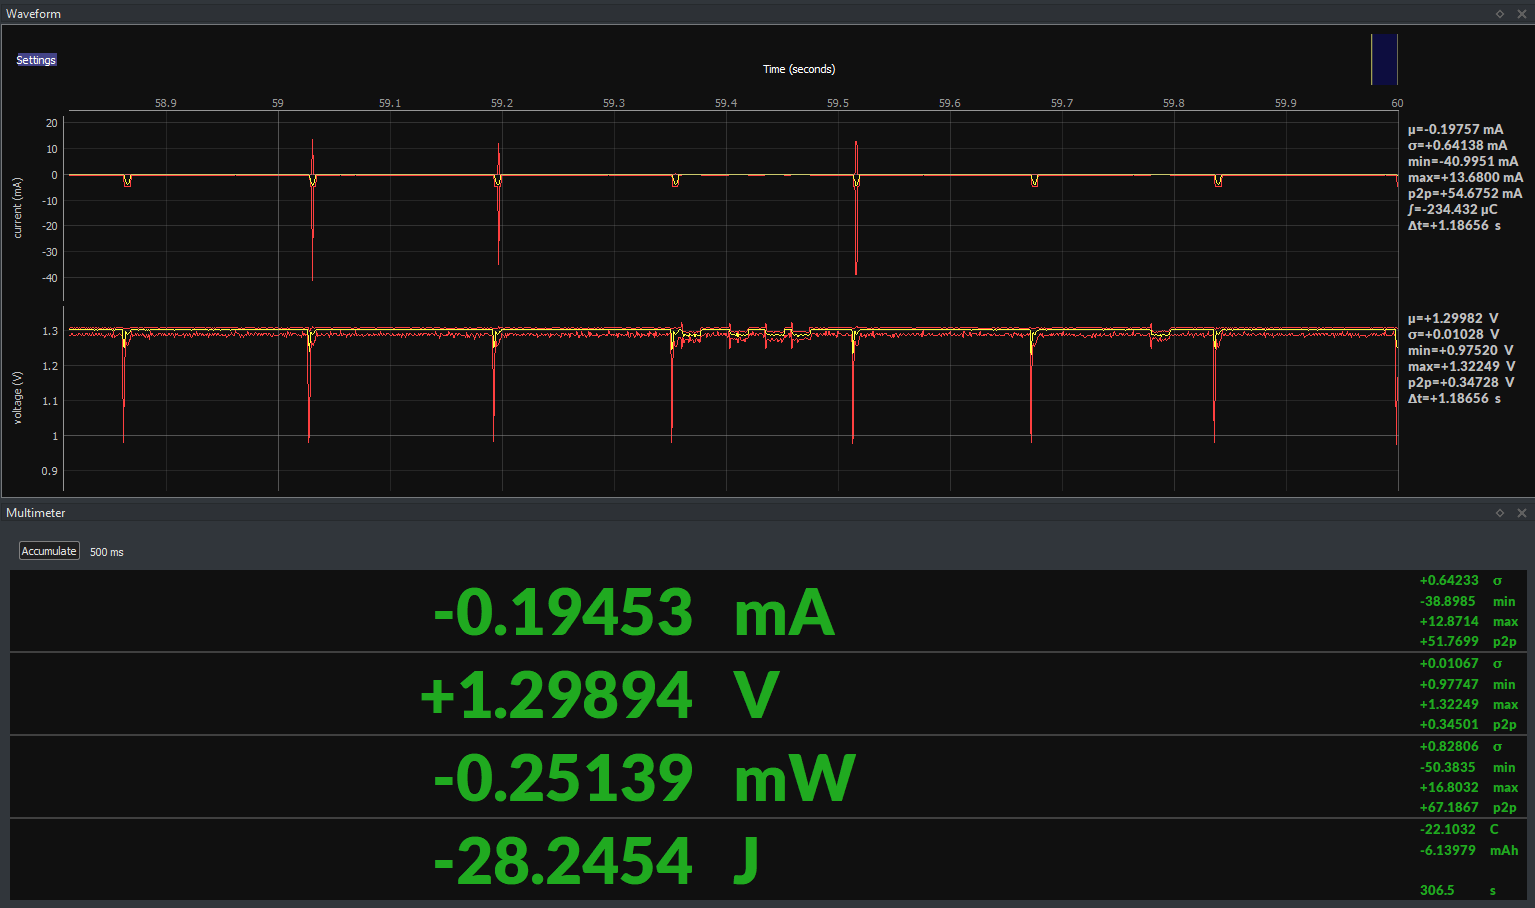 Waveform
Settings
Time (seconds)
58.9 59 59.1 59.2 59.3 59.4 59.5 59.6 59.7 59.8 59.9 60
current (mA)
20
10
0
-10
-20
-30
-40
µ=-0.19757 mA
σ=+0.64138 mA
min=-40.9951 mA
max=+13.6800 mA
p2p=+54.6752 mA
∫=-234.432 µC
Δt=+1.18656 s
voltage (V)
1.3
1.2
1.1
1
0.9
µ=+1.29982 V
σ=+0.01028 V
min=+0.97520 V
max=+1.32249 V
p2p=+0.34728 V
Δt=+1.18656 s
Multimeter
Accumulate 500 ms
-0.19453 mA
+0.64233 σ
-38.8985 min
+12.8714 max
+51.7699 p2p
+1.29894 V
+0.01067 σ
+0.97747 min
+1.32249 max
+0.34501 p2p
-0.25139 mW
+0.82806 σ
-50.3835 min
+16.8032 max
+67.1867 p2p
-28.2454 J
-22.1032 C
-6.13979 mAh
306.5 s